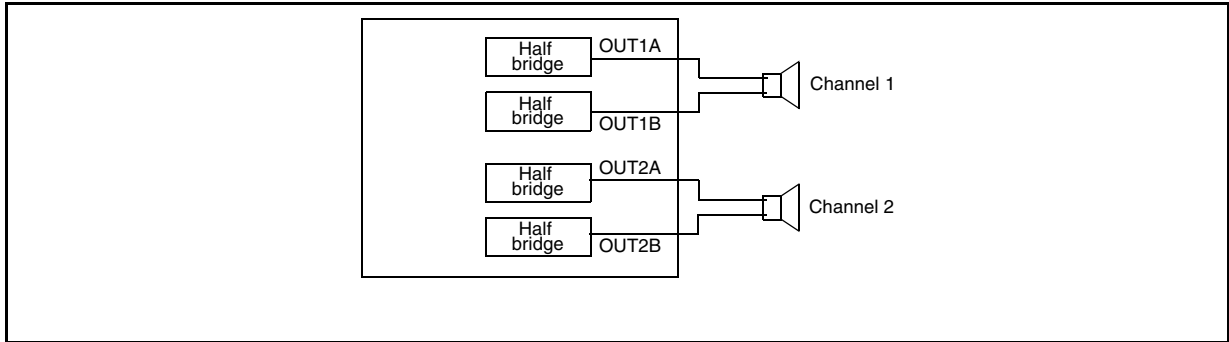 Half
bridge
OUT1A
Channel 1
Half
bridge
OUT1B
Half
bridge
OUT2A
Channel 2
Half
bridge
OUT2B